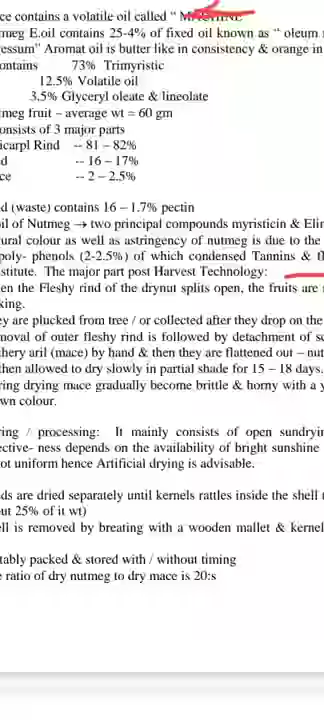 ce contains a volatile oil called “ MACHINE
meg E.oil contains 25-4% of fixed oil known as “ oleum
essum” Aromat oil is butter like in consistency & orange in
ontains 73% Trimyristic
12.5% Volatile oil
3.5% Glyceryl oleate & lineolate
meg fruit – average wt = 60 gm
onsists of 3 major parts
icarpl Rind -- 81 – 82%
d -- 16 – 17%
ce -- 2 – 2.5%
d (waste) contains 16 – 1.7% pectin
il of Nutmeg → two principal compounds myristicin & Elim
ural colour as well as astringency of nutmeg is due to the
poly- phenols (2-2.5%) of which condensed Tannins & fl
stitute. The major part post Harvest Technology:
en the Fleshy rind of the drynut splits open, the fruits are
king.
ey are plucked from tree / or collected after they drop on the
moval of outer fleshy rind is followed by detachment of sc
thery aril (mace) by hand & then they are flattened out – nut
then allowed to dry slowly in partial shade for 15 – 18 days.
ring drying mace gradually become brittle & horny with a y
wn colour.
ring / processing: It mainly consists of open sundryin
ective- ness depends on the availability of bright sunshine
ot uniform hence Artificial drying is advisable.
ds are dried separately until kernels rattles inside the shell (
ut 25% of it wt)
ell is removed by breating with a wooden mallet & kernel
tably packed & stored with / without timing
e ratio of dry nutmeg to dry mace is 20:s